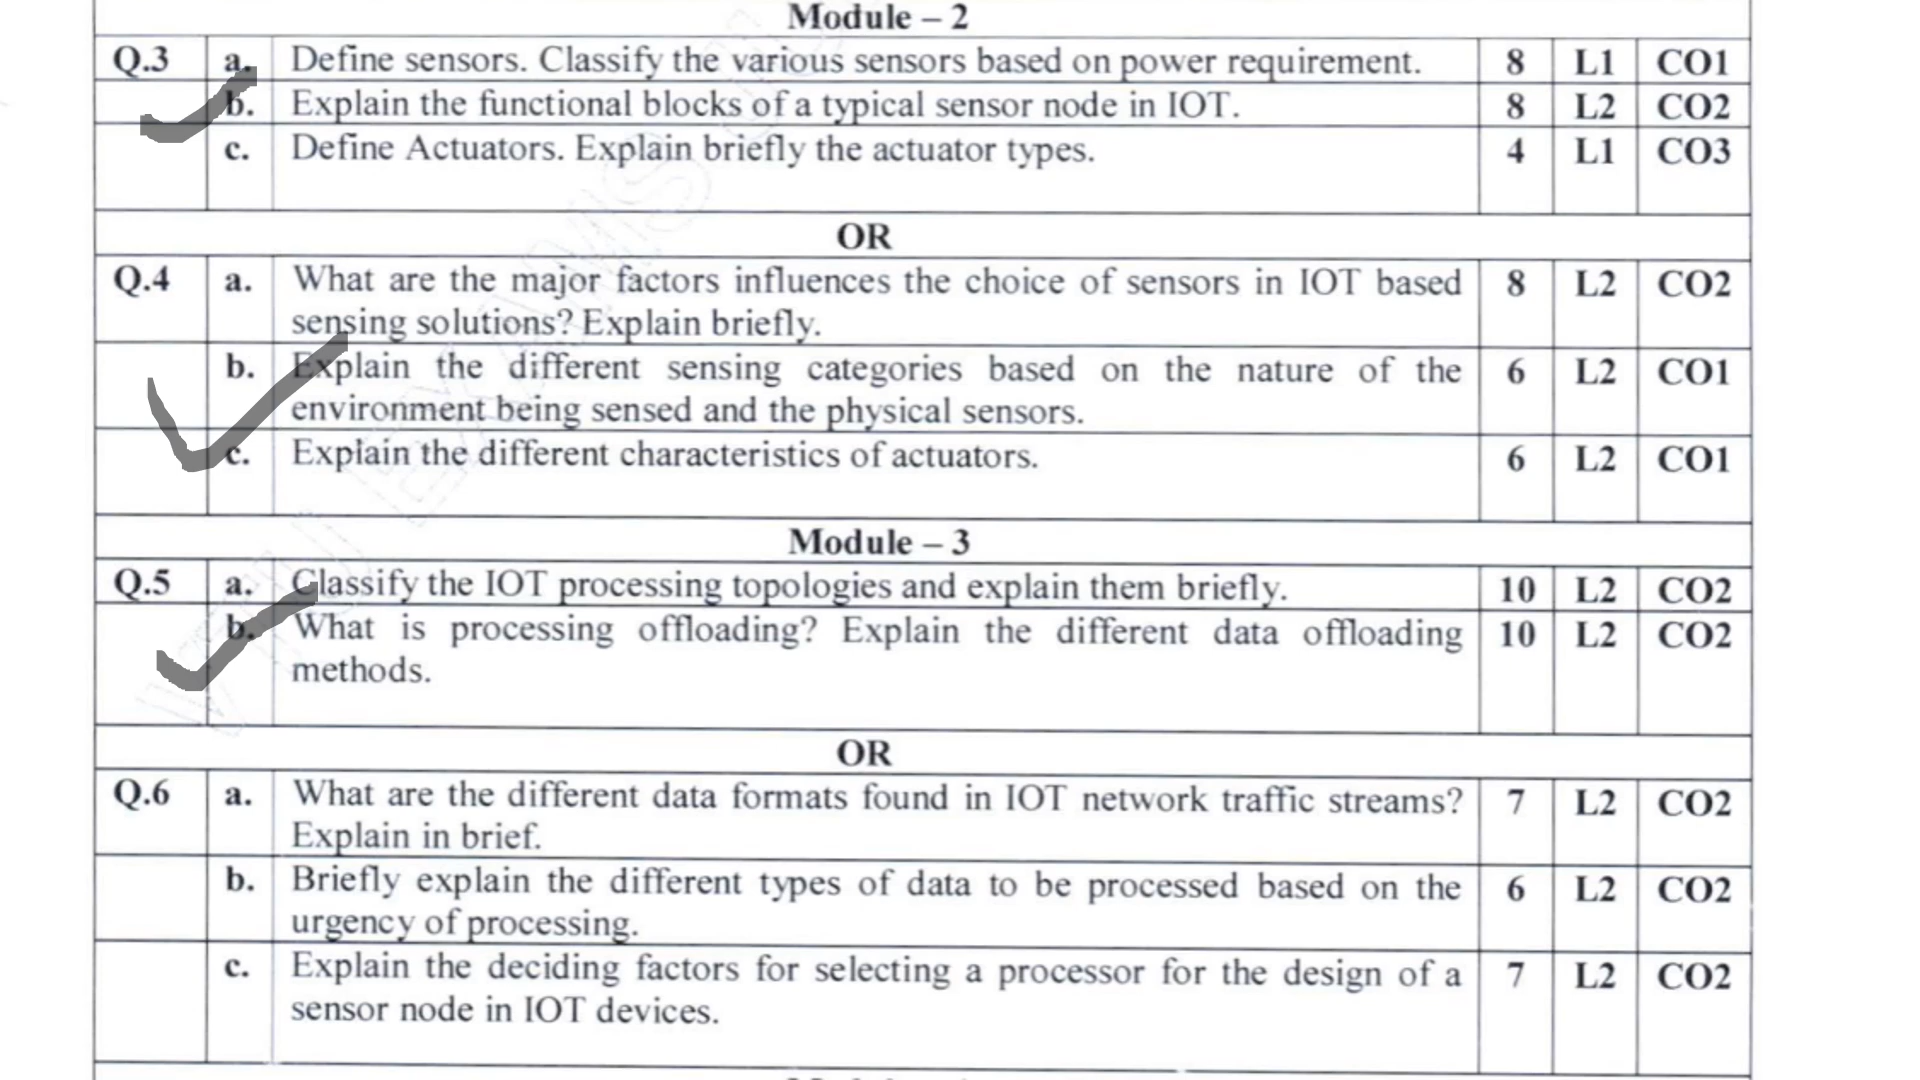 Module – 2
Q.3 a. Define sensors. Classify the various sensors based on power requirement. 8 L1 CO1
b. Explain the functional blocks of a typical sensor node in IOT. 8 L2 CO2
c. Define Actuators. Explain briefly the actuator types. 4 L1 CO3
OR
Q.4 a. What are the major factors influences the choice of sensors in IOT based 8 L2 CO2
sensing solutions? Explain briefly.
b. Explain the different sensing categories based on the nature of the 6 L2 CO1
environment being sensed and the physical sensors.
c. Explain the different characteristics of actuators. 6 L2 CO1
Module – 3
Q.5 a. Classify the IOT processing topologies and explain them briefly. 10 L2 CO2
b. What is processing offloading? Explain the different data offloading 10 L2 CO2
methods.
OR
Q.6 a. What are the different data formats found in IOT network traffic streams? 7 L2 CO2
Explain in brief.
b. Briefly explain the different types of data to be processed based on the 6 L2 CO2
urgency of processing.
c. Explain the deciding factors for selecting a processor for the design of a 7 L2 CO2
sensor node in IOT devices.
VTU EXAMS